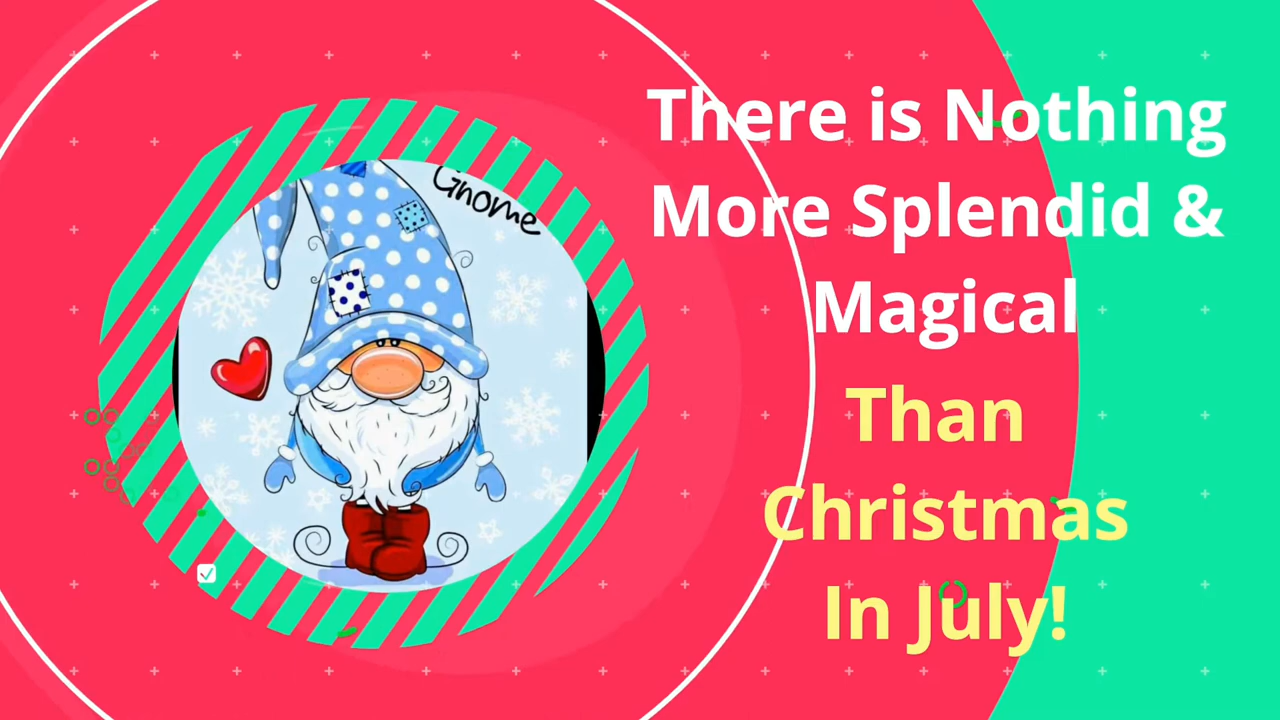 Gnome
There is Nothing
More Splendid &
Magical
Than
Christmas
In July!